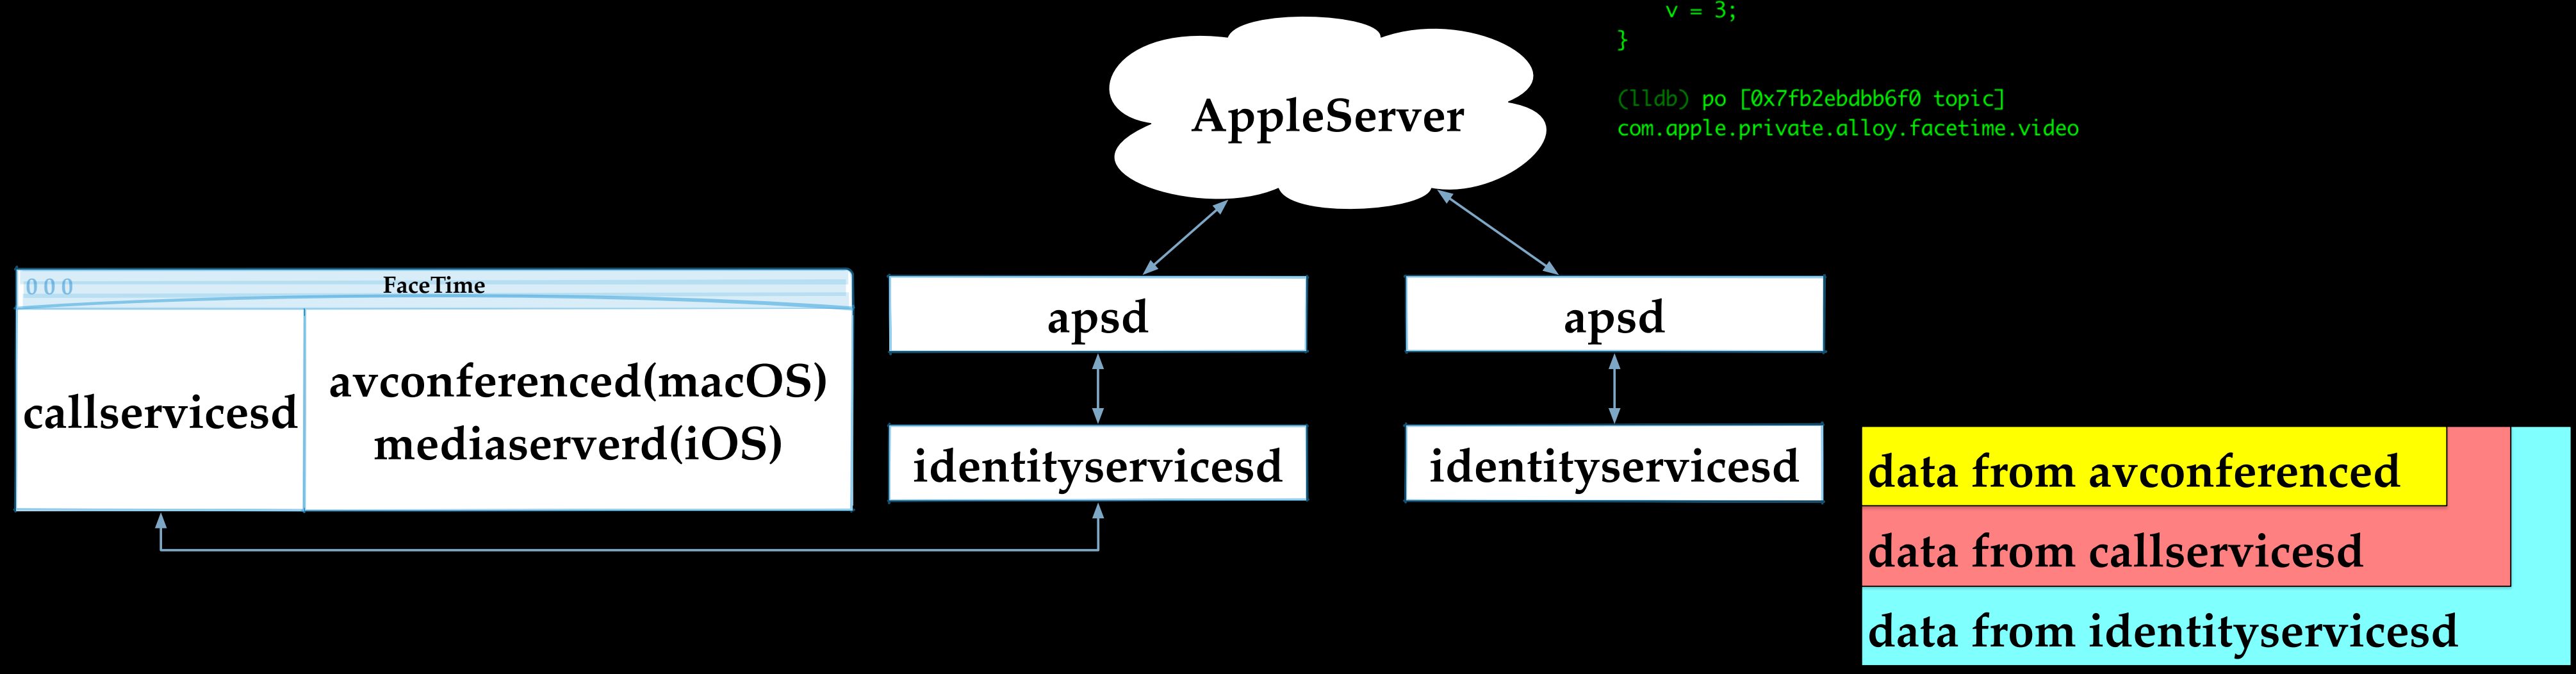 v = 3;
}
(lldb) po [0x7fb2ebdbb6f0 topic]
com.apple.private.alloy.facetime.video
AppleServer
000
FaceTime
callservicesd
avconferenced(macOS)
mediaserverd(iOS)
apsd
identityservicesd
apsd
identityservicesd
data from avconferenced
data from callservicesd
data from identityservicesd